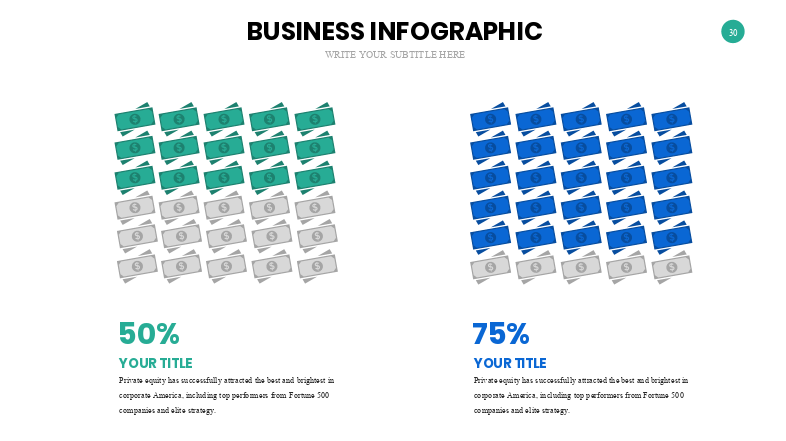 BUSINESS INFOGRAPHIC
30
WRITE YOUR SUBTITLE HERE
50%
YOUR TITLE
Private equity has successfully attracted the best and brightest in
corporate America, including top performers from Fortune 500
companies and elite strategy.
75%
YOUR TITLE
Private equity has successfully attracted the best and brightest in
corporate America, including top performers from Fortune 500
companies and elite strategy.